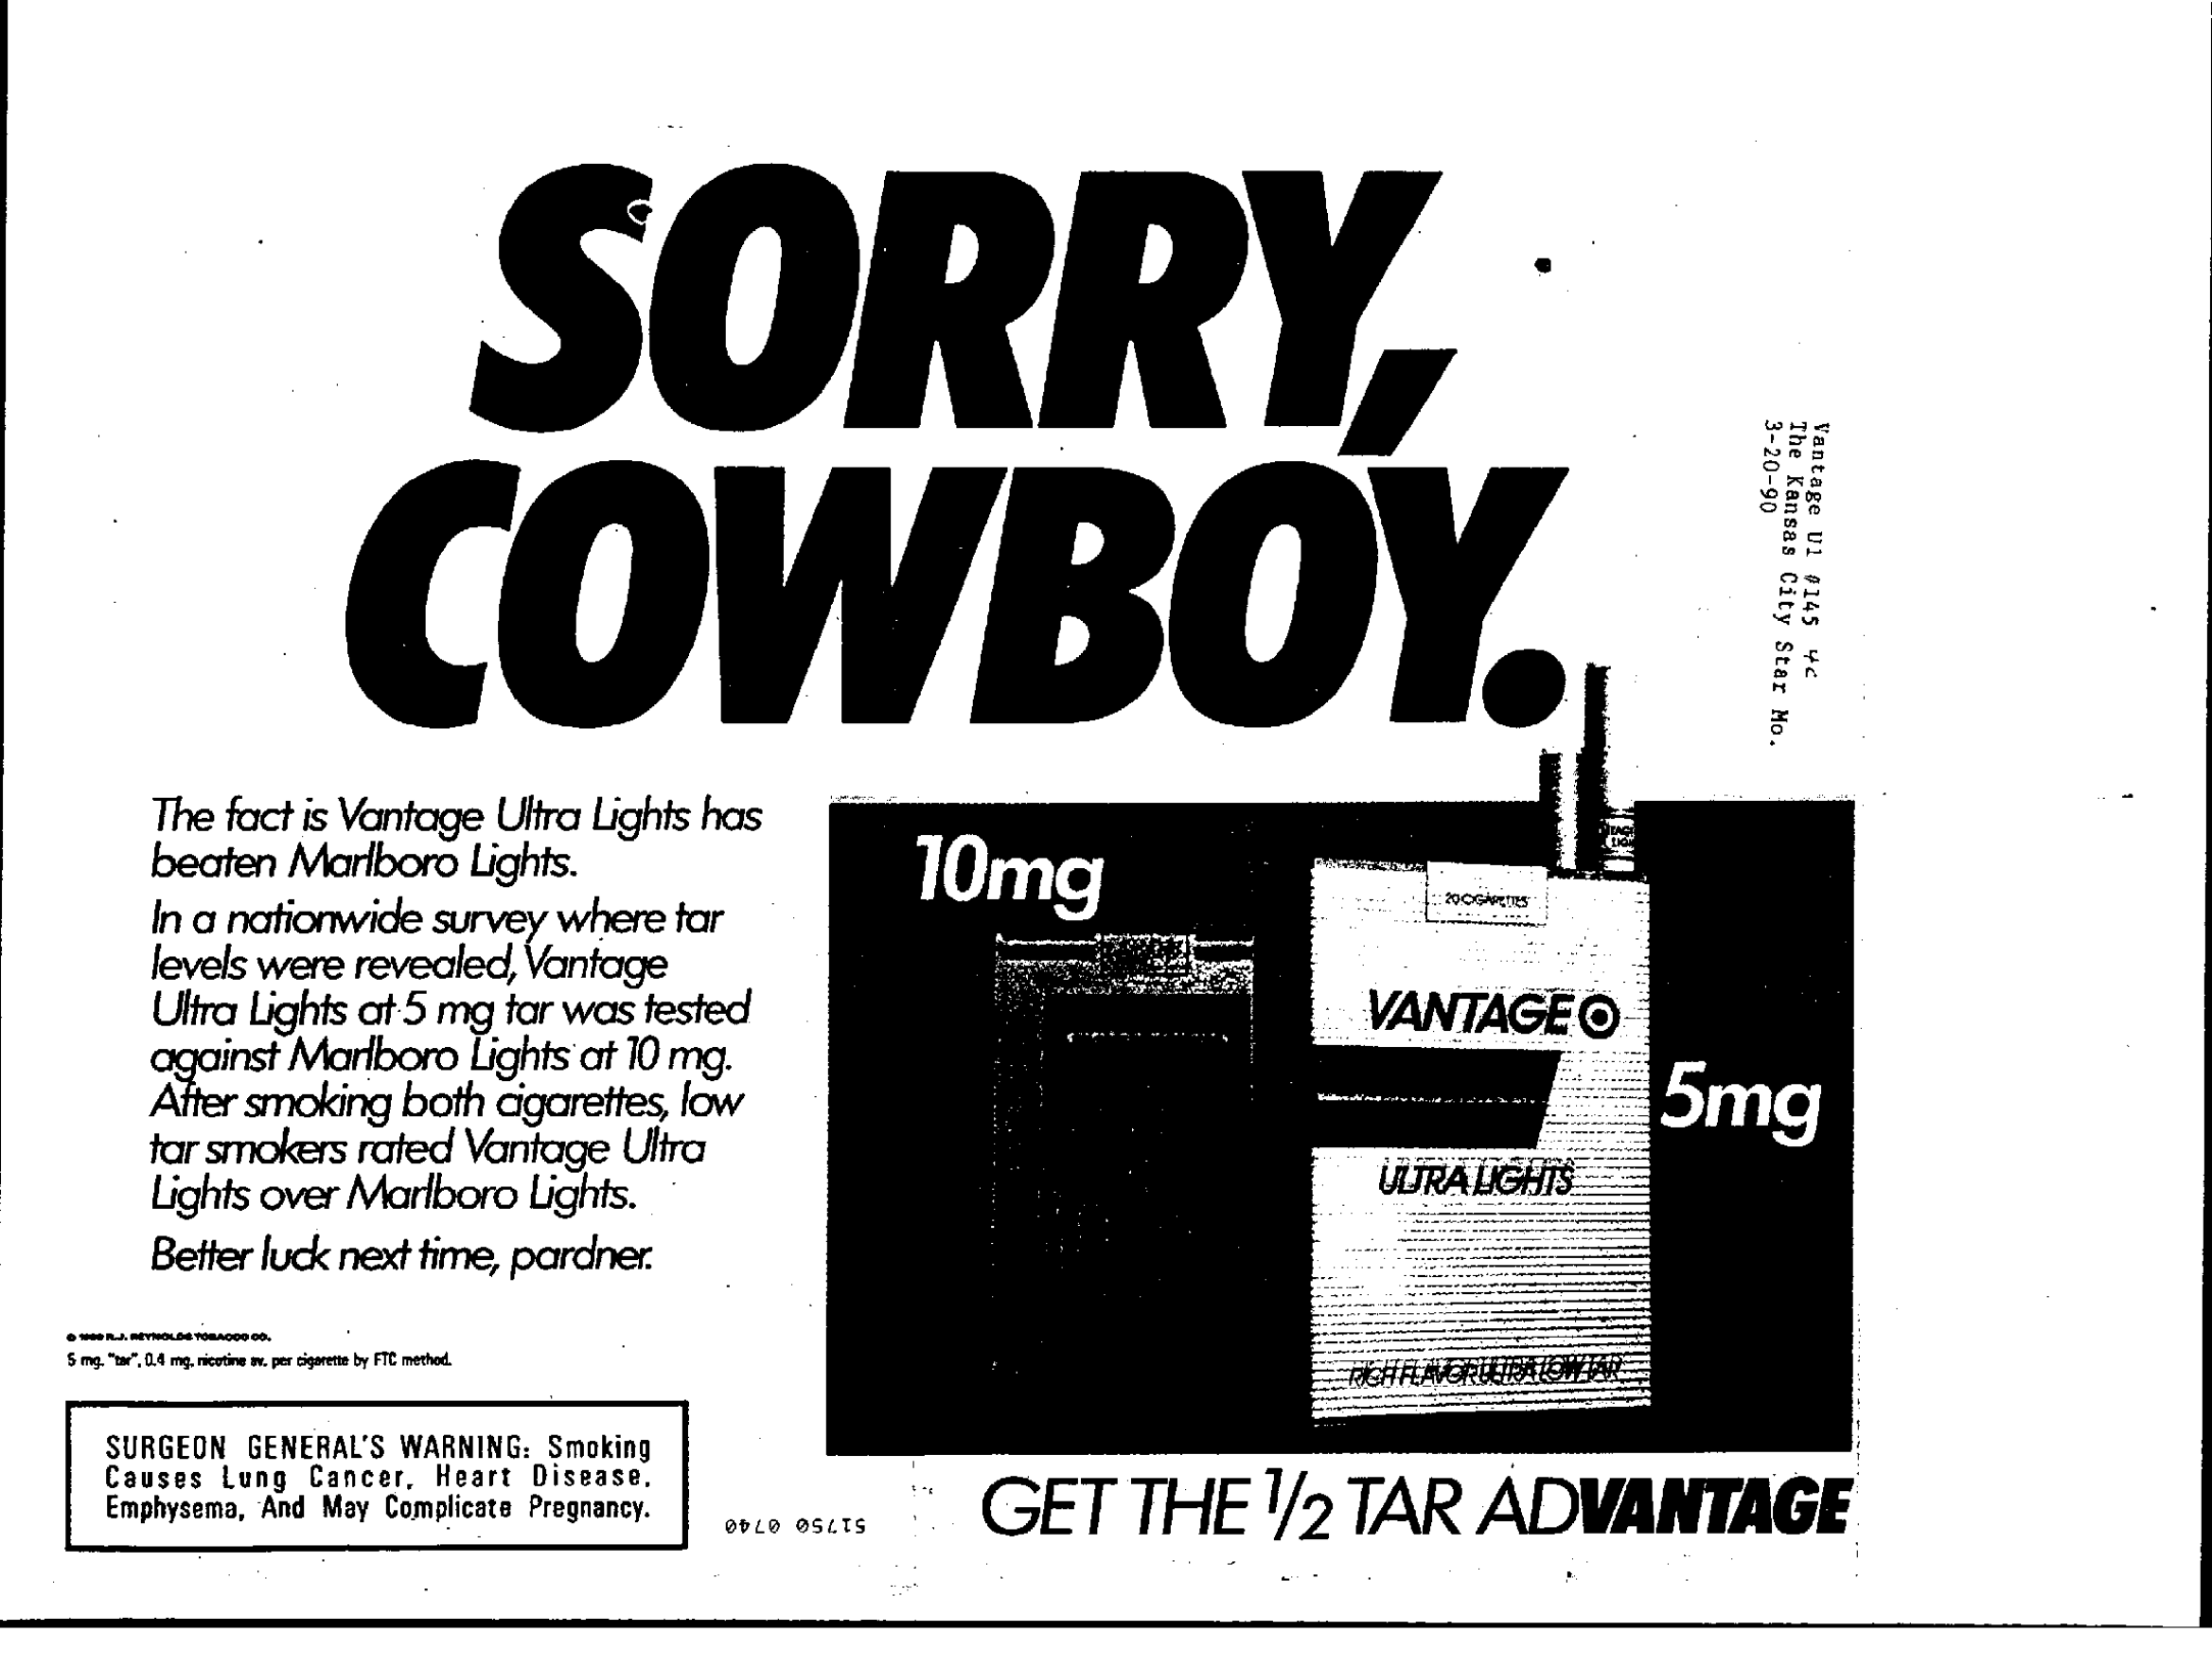 SORRY,
COWBOY.
Vantage U1 #145 4c
The Kansas City Star Mo.
3-20-90
The fact is Vantage Ultra Lights has
beaten Marlboro Lights.
In a nationwide survey where tar
levels were revealed, Vantage
Ultra Lights at 5 mg tar was tested
against Marlboro Lights at 10 mg.
After smoking both cigarettes, low
tar smokers rated Vantage Ultra
Lights over Marlboro Lights.
Better luck next time, pardner.
R.J. REYNOLDS TOBACCO CO.
5 mg. "tar", 0.4 mg. nicotine av. per cigarette by FTC method.
SURGEON GENERAL'S WARNING: Smoking
Causes Lung Cancer, Heart Disease,
Emphysema, And May Complicate Pregnancy.
51750 0740
10mg
20 CIGARETTES
VANTAGE
5mg
ULTRA LIGHTS
RICH FLAVOR ULTRA LOW TAR
GET THE 1/2 TAR ADVANTAGE